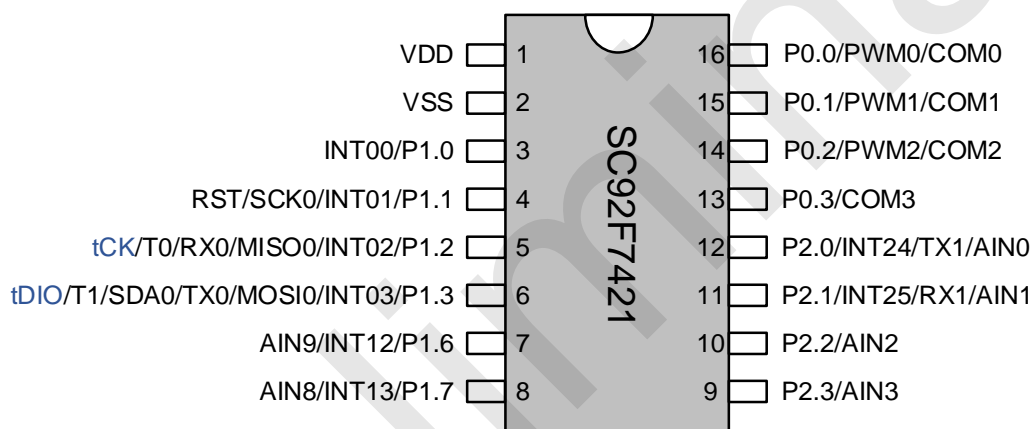 VDD 1 16 P0.0/PWM0/COM0
VSS 2 15 P0.1/PWM1/COM1
INT00/P1.0 3 14 P0.2/PWM2/COM2
RST/SCK0/INT01/P1.1 4 13 P0.3/COM3
tCK/T0/RX0/MISO0/INT02/P1.2 5 12 P2.0/INT24/TX1/AIN0
tDIO/T1/SDA0/TX0/MOSI0/INT03/P1.3 6 11 P2.1/INT25/RX1/AIN1
AIN9/INT12/P1.6 7 10 P2.2/AIN2
AIN8/INT13/P1.7 8 9 P2.3/AIN3
SC92F7421